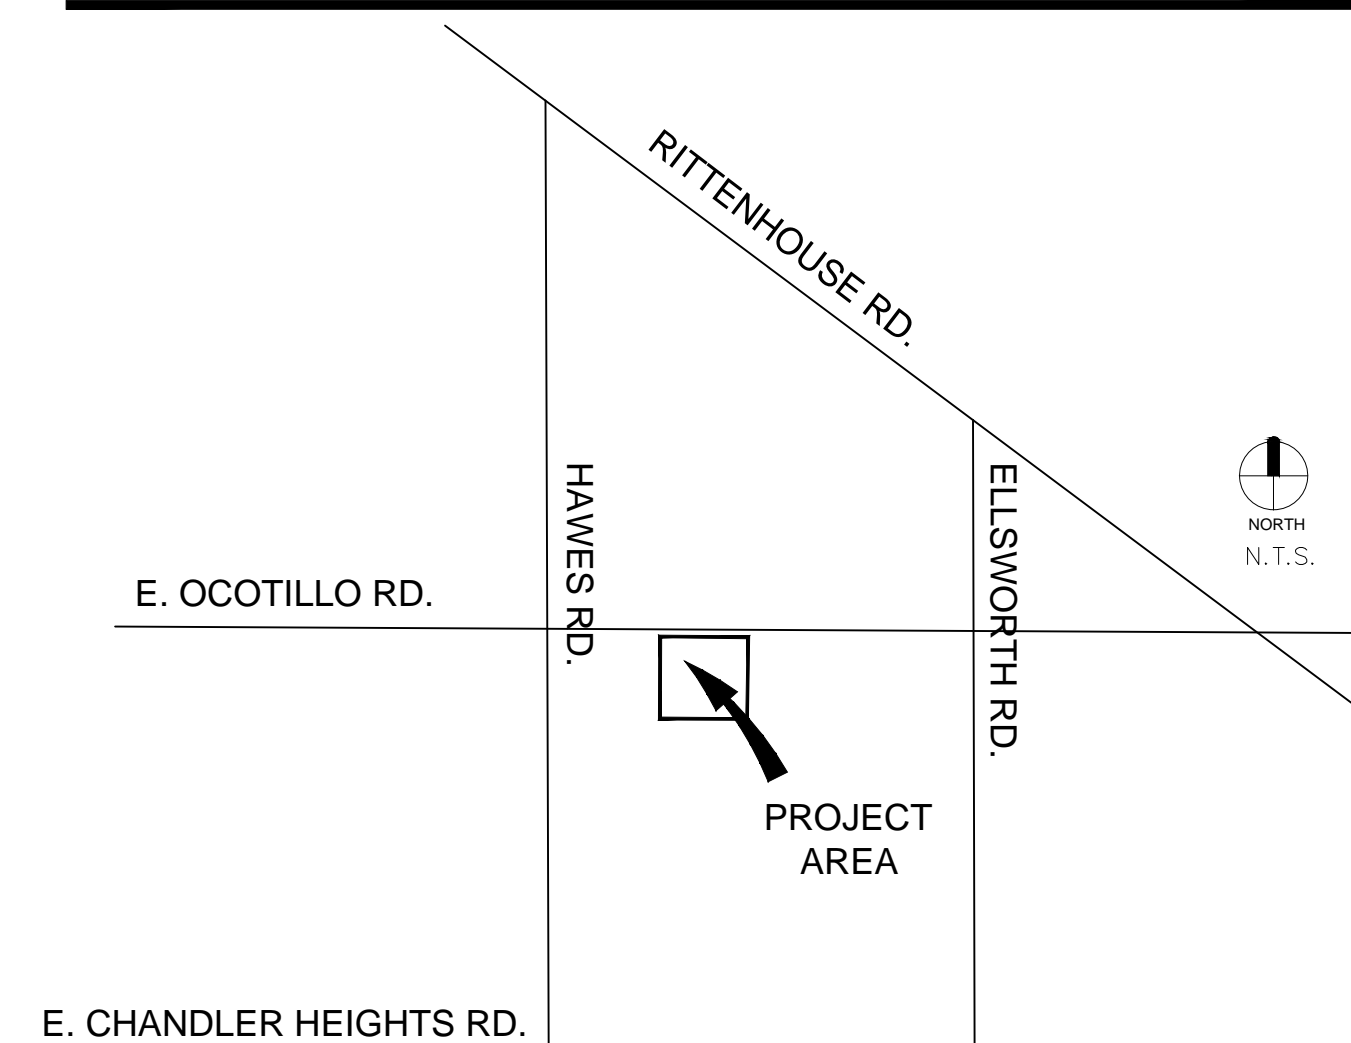 RITTENHOUSE RD.
HAWES RD.
ELLSWORTH RD.
NORTH
N.T.S.
E. OCOTILLO RD.
PROJECT
AREA
E. CHANDLER HEIGHTS RD.